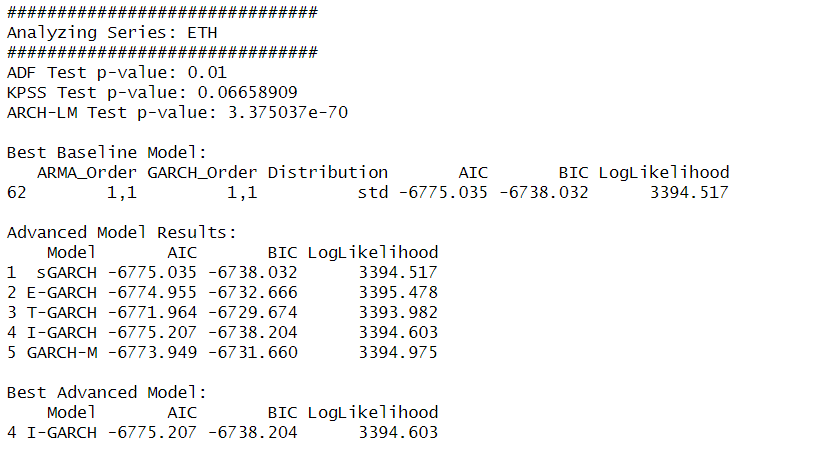 ###############################
Analyzing Series: ETH
###############################
ADF Test p-value: 0.01
KPSS Test p-value: 0.06658909
ARCH-LM Test p-value: 3.375037e-70

Best Baseline Model:
   ARMA_Order GARCH_Order Distribution       AIC       BIC LogLikelihood
62        1,1         1,1          std -6775.035 -6738.032      3394.517

Advanced Model Results:
    Model       AIC       BIC LogLikelihood
1  sGARCH -6775.035 -6738.032      3394.517
2 E-GARCH -6774.955 -6732.666      3395.478
3 T-GARCH -6771.964 -6729.674      3393.982
4 I-GARCH -6775.207 -6738.204      3394.603
5 GARCH-M -6773.949 -6731.660      3394.975

Best Advanced Model:
    Model       AIC       BIC LogLikelihood
4 I-GARCH -6775.207 -6738.204      3394.603